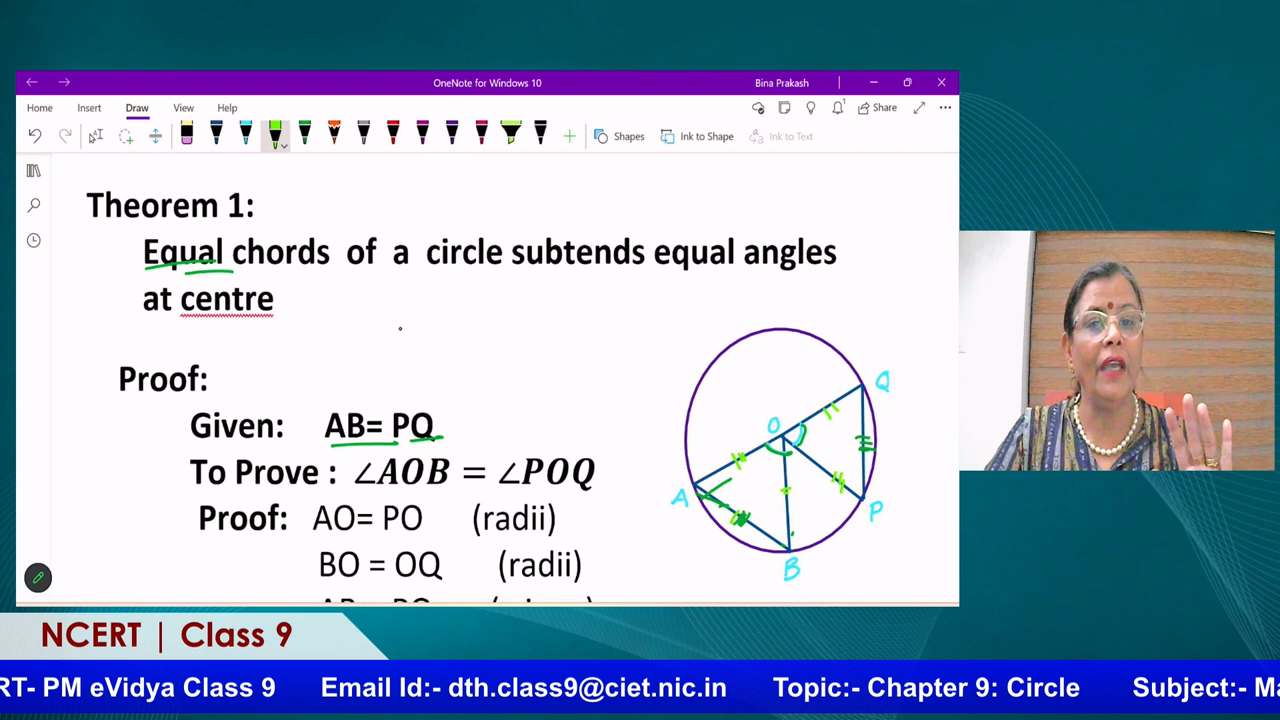 OneNote for Windows 10
Bina Prakash
Home Insert Draw View Help
Share
Shapes
Ink to Shape
Ink to Text
Theorem 1:
Equal chords of a circle subtends equal angles
at centre
Proof:
Given: AB= PQ
To Prove : ∠AOB = ∠POQ
Proof: AO= PO (radii)
BO = OQ (radii)
Q
O
A
P
B
NCERT | Class 9
RT- PM eVidya Class 9 Email Id:- dth.class9@ciet.nic.in Topic:- Chapter 9: Circle Subject:- Ma